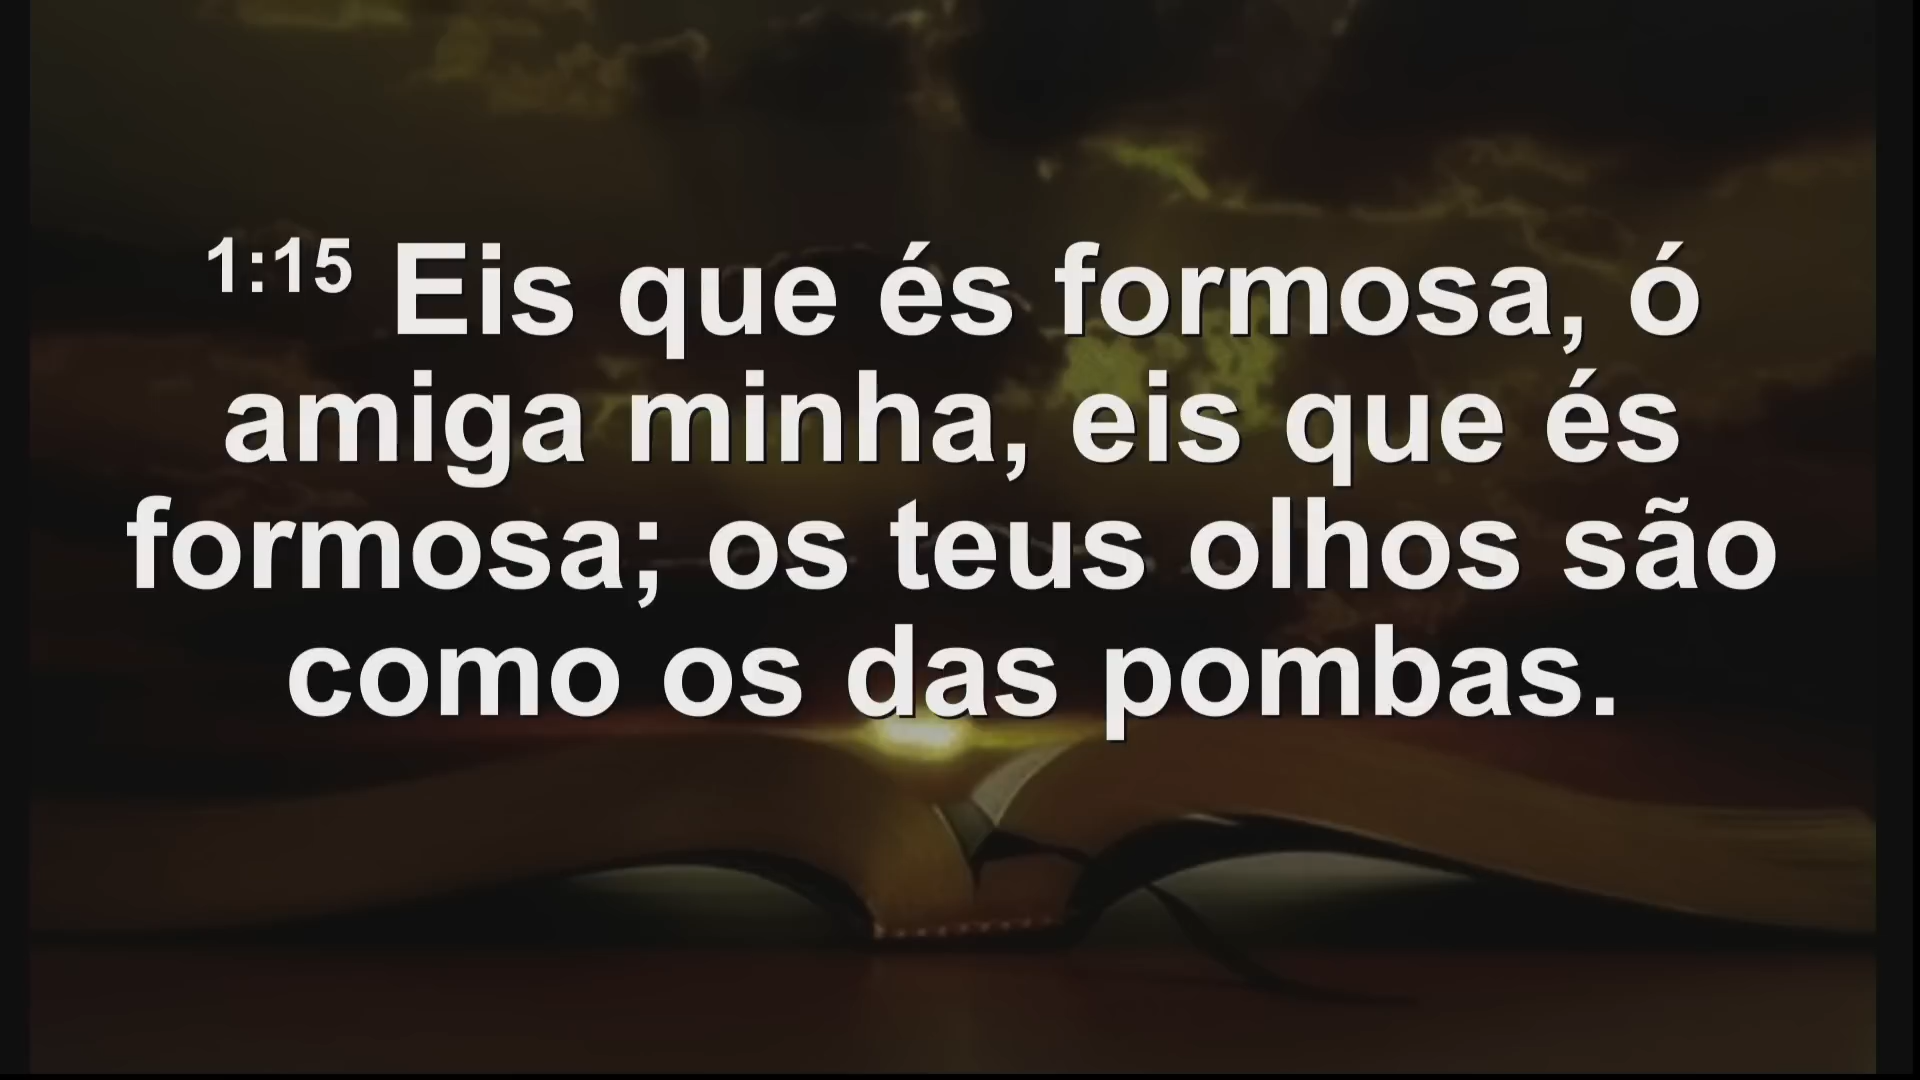 1:15 Eis que és formosa, ó
amiga minha, eis que és
formosa; os teus olhos são
como os das pombas.